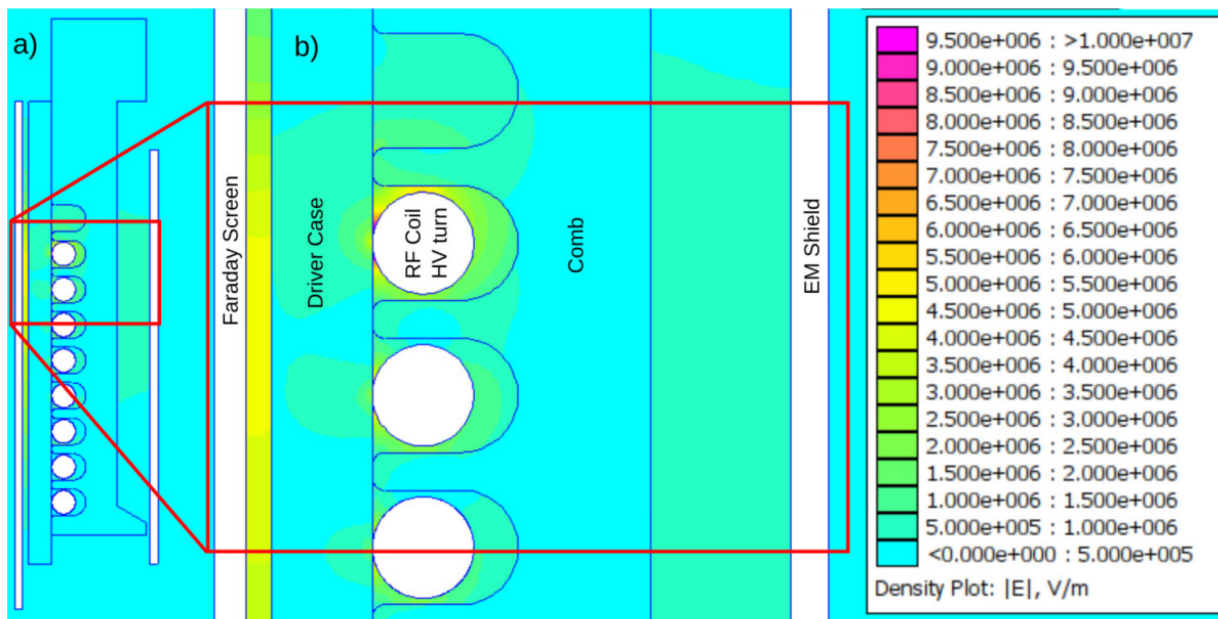 a)
b)
Faraday Screen
Driver Case
RF Coil
HV turn
Comb
EM Shield
9.500e+006 : >1.000e+007
9.000e+006 : 9.500e+006
8.500e+006 : 9.000e+006
8.000e+006 : 8.500e+006
7.500e+006 : 8.000e+006
7.000e+006 : 7.500e+006
6.500e+006 : 7.000e+006
6.000e+006 : 6.500e+006
5.500e+006 : 6.000e+006
5.000e+006 : 5.500e+006
4.500e+006 : 5.000e+006
4.000e+006 : 4.500e+006
3.500e+006 : 4.000e+006
3.000e+006 : 3.500e+006
2.500e+006 : 3.000e+006
2.000e+006 : 2.500e+006
1.500e+006 : 2.000e+006
1.000e+006 : 1.500e+006
5.000e+005 : 1.000e+006
<0.000e+000 : 5.000e+005
Density Plot: |E|, V/m